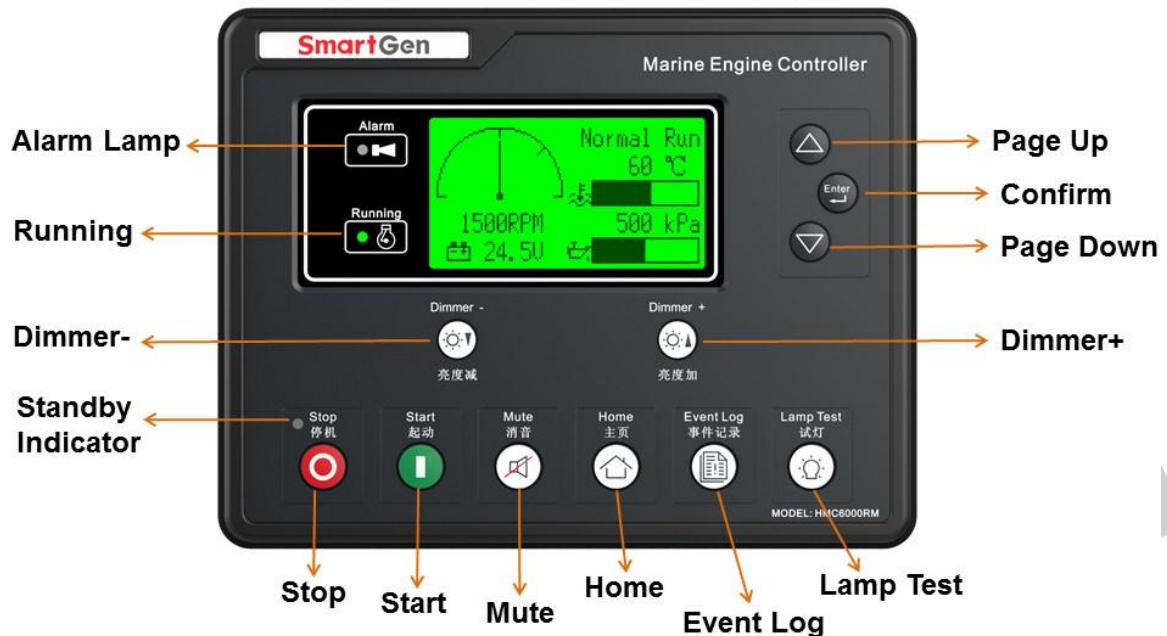 SmartGen
Marine Engine Controller
Alarm Lamp
Alarm
Normal Run
60 ℃
Page Up
Enter
Confirm
Running
Running
1500RPM
500 kPa
24.5V
Page Down
Dimmer -
Dimmer +
Dimmer-
Dimmer+
亮度减
亮度加
Standby
Indicator
Stop
停机
Start
起动
Mute
消音
Home
主页
Event Log
事件记录
Lamp Test
试灯
MODEL: HMC6000RM
Stop
Start
Mute
Home
Event Log
Lamp Test